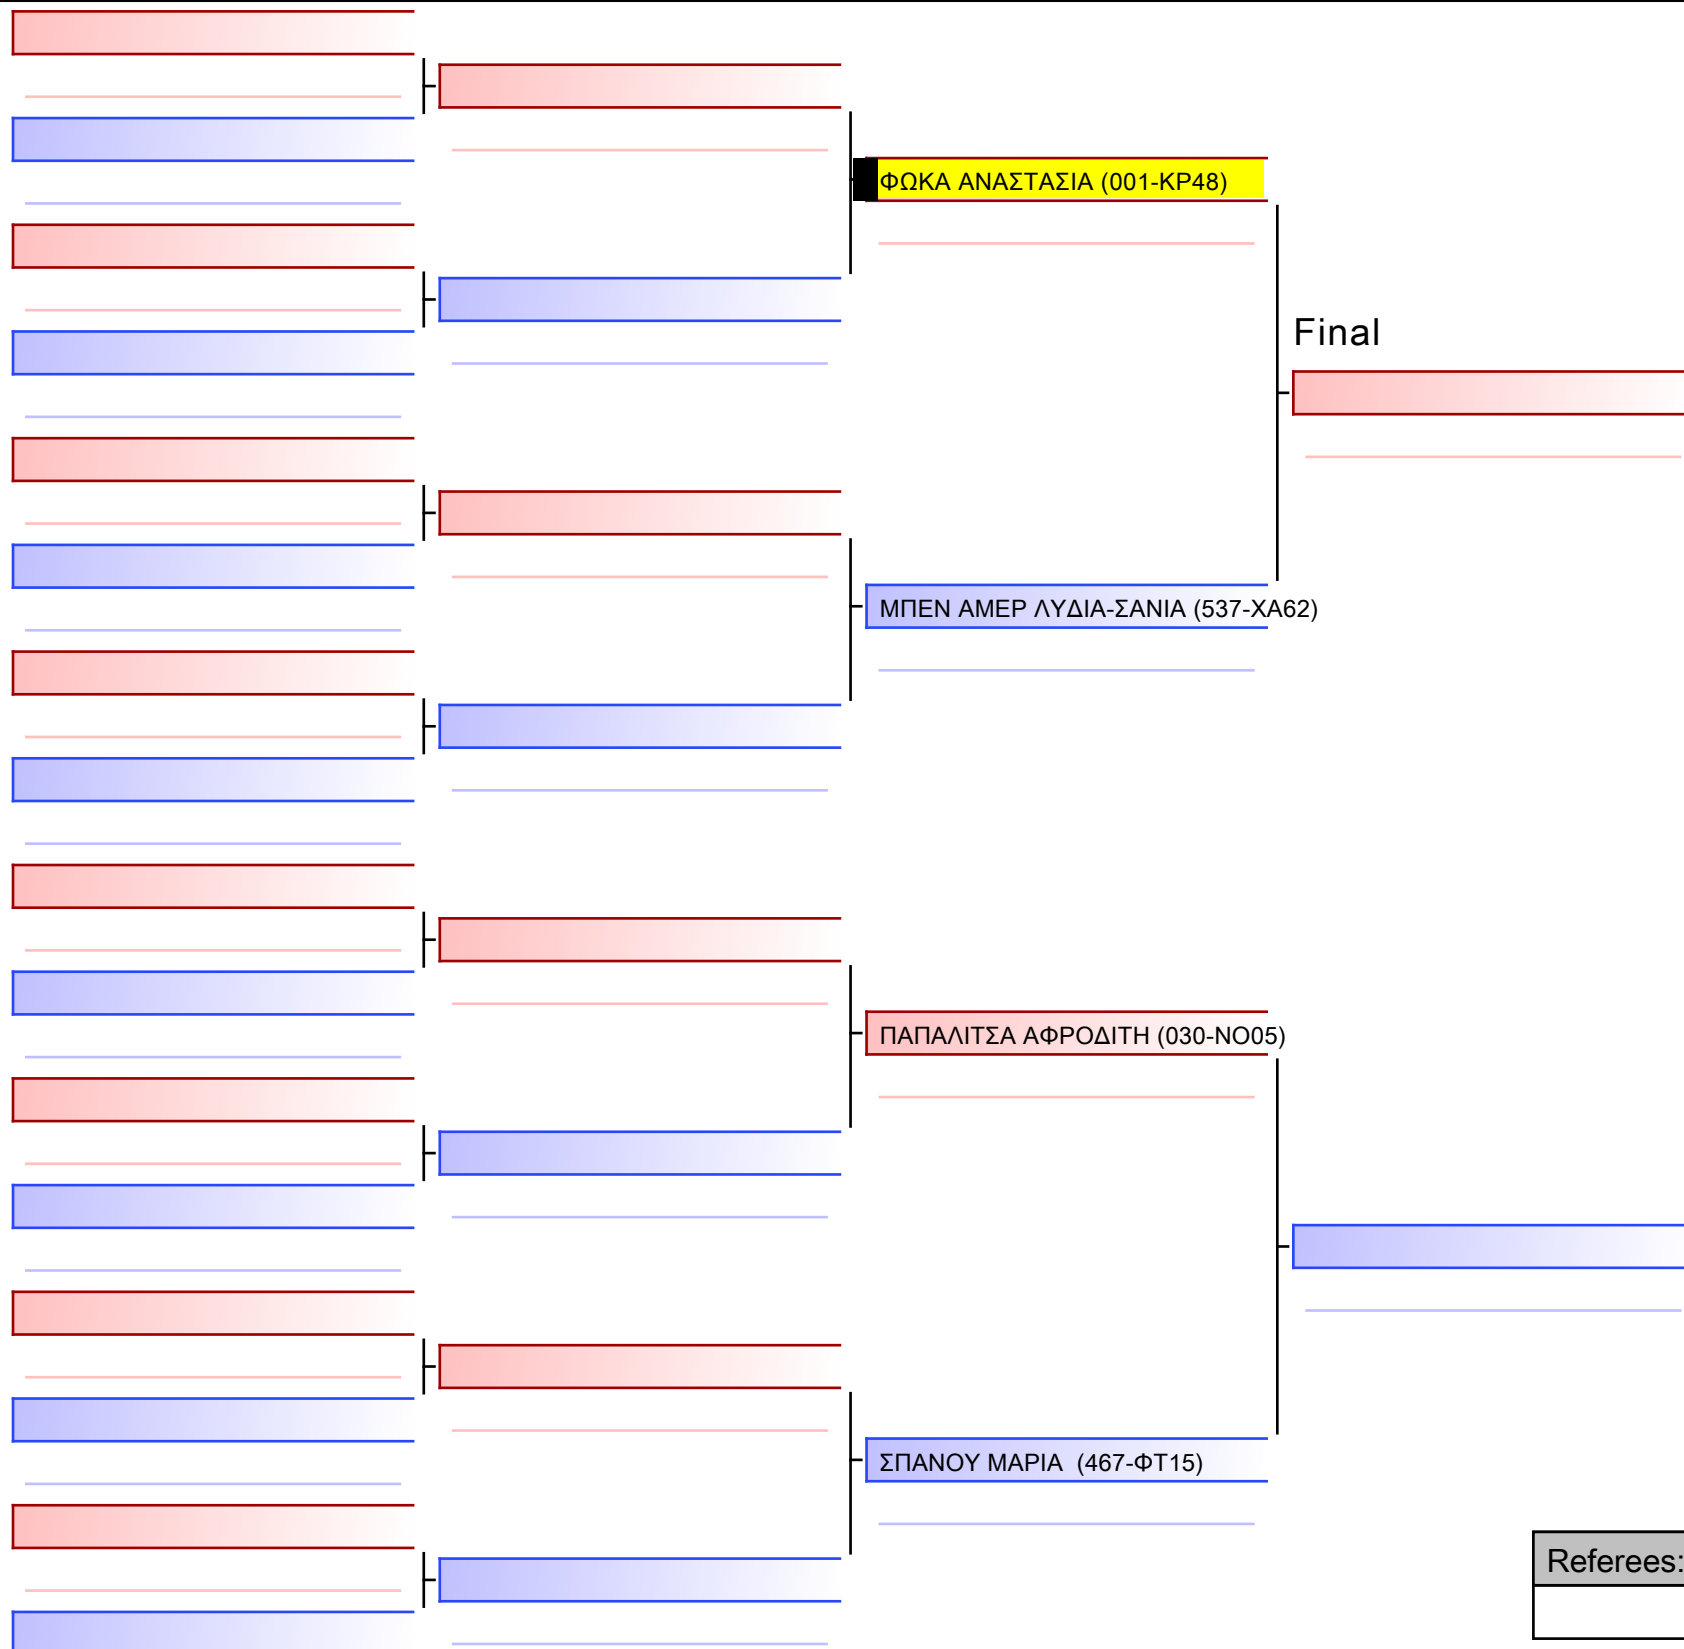 ΦΩΚΑ ΑΝΑΣΤΑΣΙΑ (001-ΚΡ48)
Final
ΜΠΕΝ ΑΜΕΡ ΛΥΔΙΑ-ΣΑΝΙΑ (537-ΧΑ62)
ΠΑΠΑΛΙΤΣΑ ΑΦΡΟΔΙΤΗ (030-ΝΟ05)
ΣΠΑΝΟΥ ΜΑΡΙΑ  (467-ΦΤ15)
Referees: